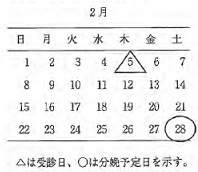 2月
日 月 火 水 木 金 土
1 2 3 4 5 6 7
8 9 10 11 12 13 14
15 16 17 18 19 20 21
22 23 24 25 26 27 28
△は受診日、○は分娩予定日を示す。